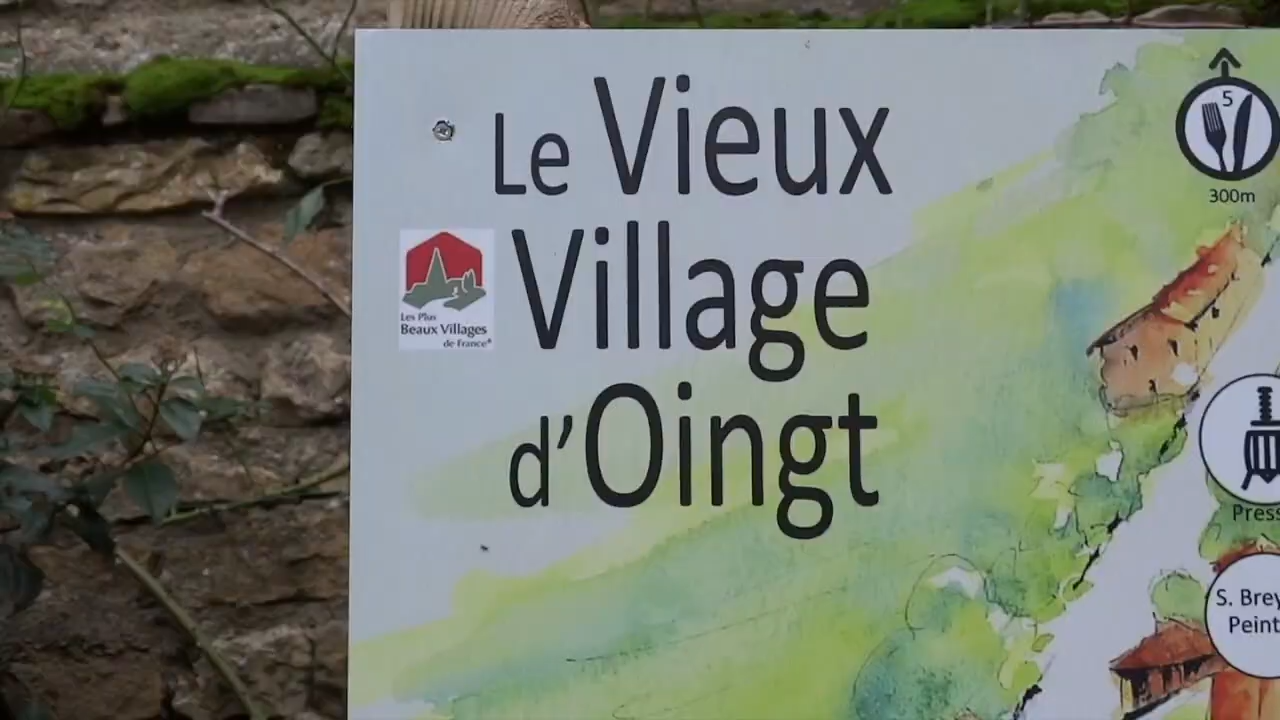 Le Vieux
Village
d'Oingt
Les Plus
Beaux Villages
de France®
5
300m
Press
S. Brey
Peint